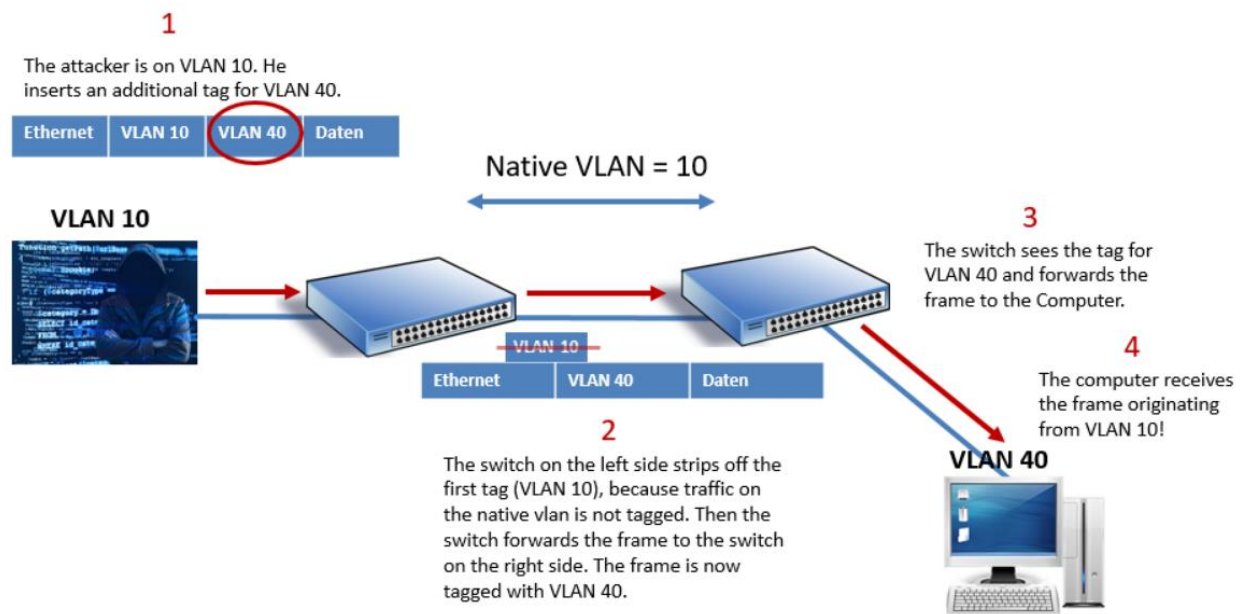 1
The attacker is on VLAN 10. He
inserts an additional tag for VLAN 40.
Ethernet VLAN 10 VLAN 40 Daten
Native VLAN = 10
VLAN 10
3
The switch sees the tag for
VLAN 40 and forwards the
frame to the Computer.
VLAN 10
Ethernet VLAN 40 Daten
2
The switch on the left side strips off the
first tag (VLAN 10), because traffic on
the native vlan is not tagged. Then the
switch forwards the frame to the switch
on the right side. The frame is now
tagged with VLAN 40.
4
The computer receives
the frame originating
from VLAN 10!
VLAN 40